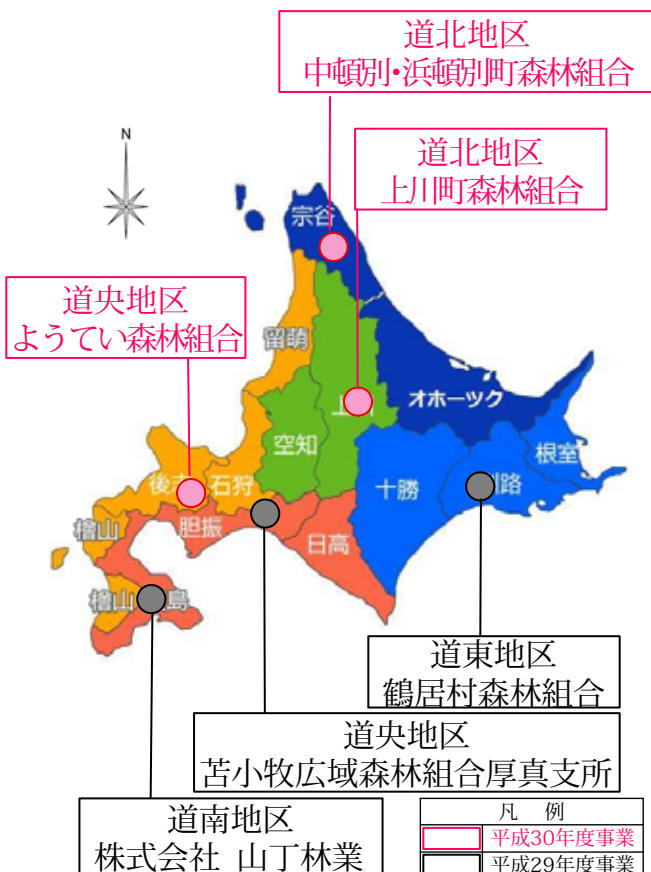 道北地区
中頓別・浜頓別町森林組合
N
道北地区
上川町森林組合
宗谷
道央地区
ようてい森林組合
留萌
オホーツク
上
空知
根室
後志
石狩
十勝
釧路
胆振
檜山
日高
檜山
島
道東地区
鶴居村森林組合
道央地区
苫小牧広域森林組合厚真支所
道南地区
株式会社 山丁林業
凡 例
平成30年度事業
平成29年度事業